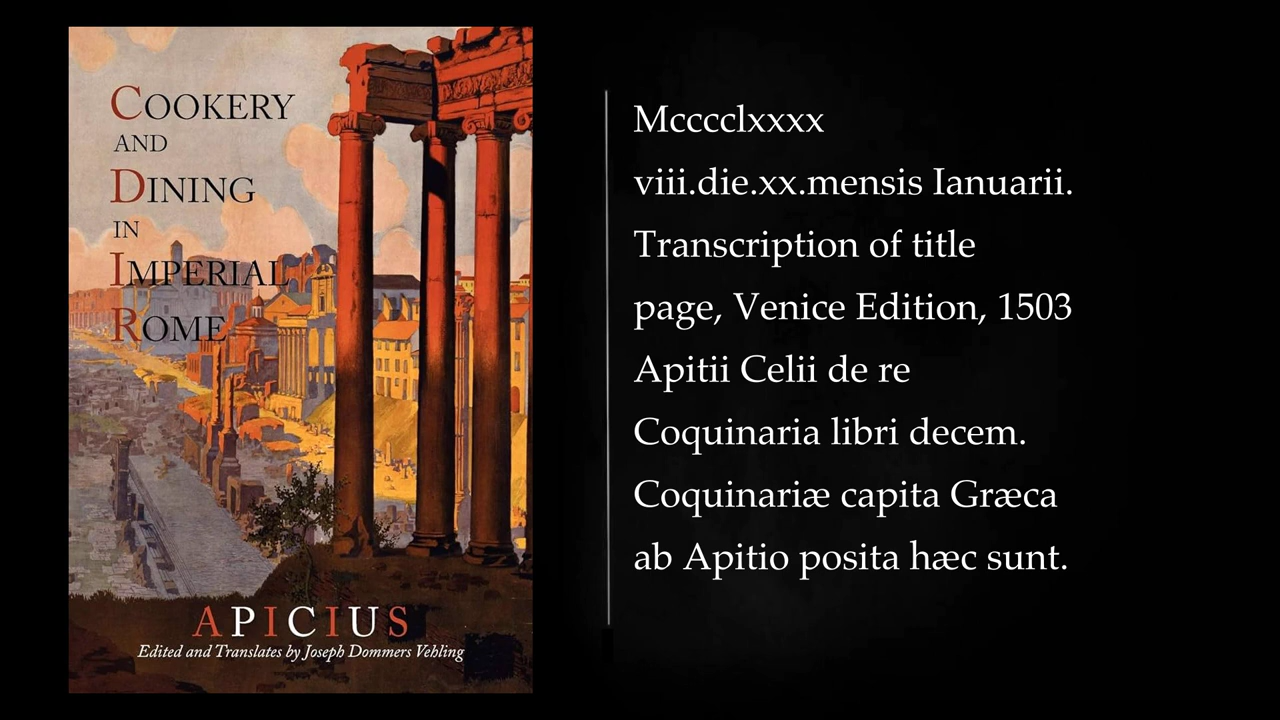 COOKERY
AND
DINING
IN
IMPERIAL
ROME
APICIUS
Edited and Translates by Joseph Dommers Vehling
Mcccclxxxx
viii.die.xx.mensis Ianuarii.
Transcription of title
page, Venice Edition, 1503
Apitii Celii de re
Coquinaria libri decem.
Coquinariæ capita Græca
ab Apitio posita hæc sunt.